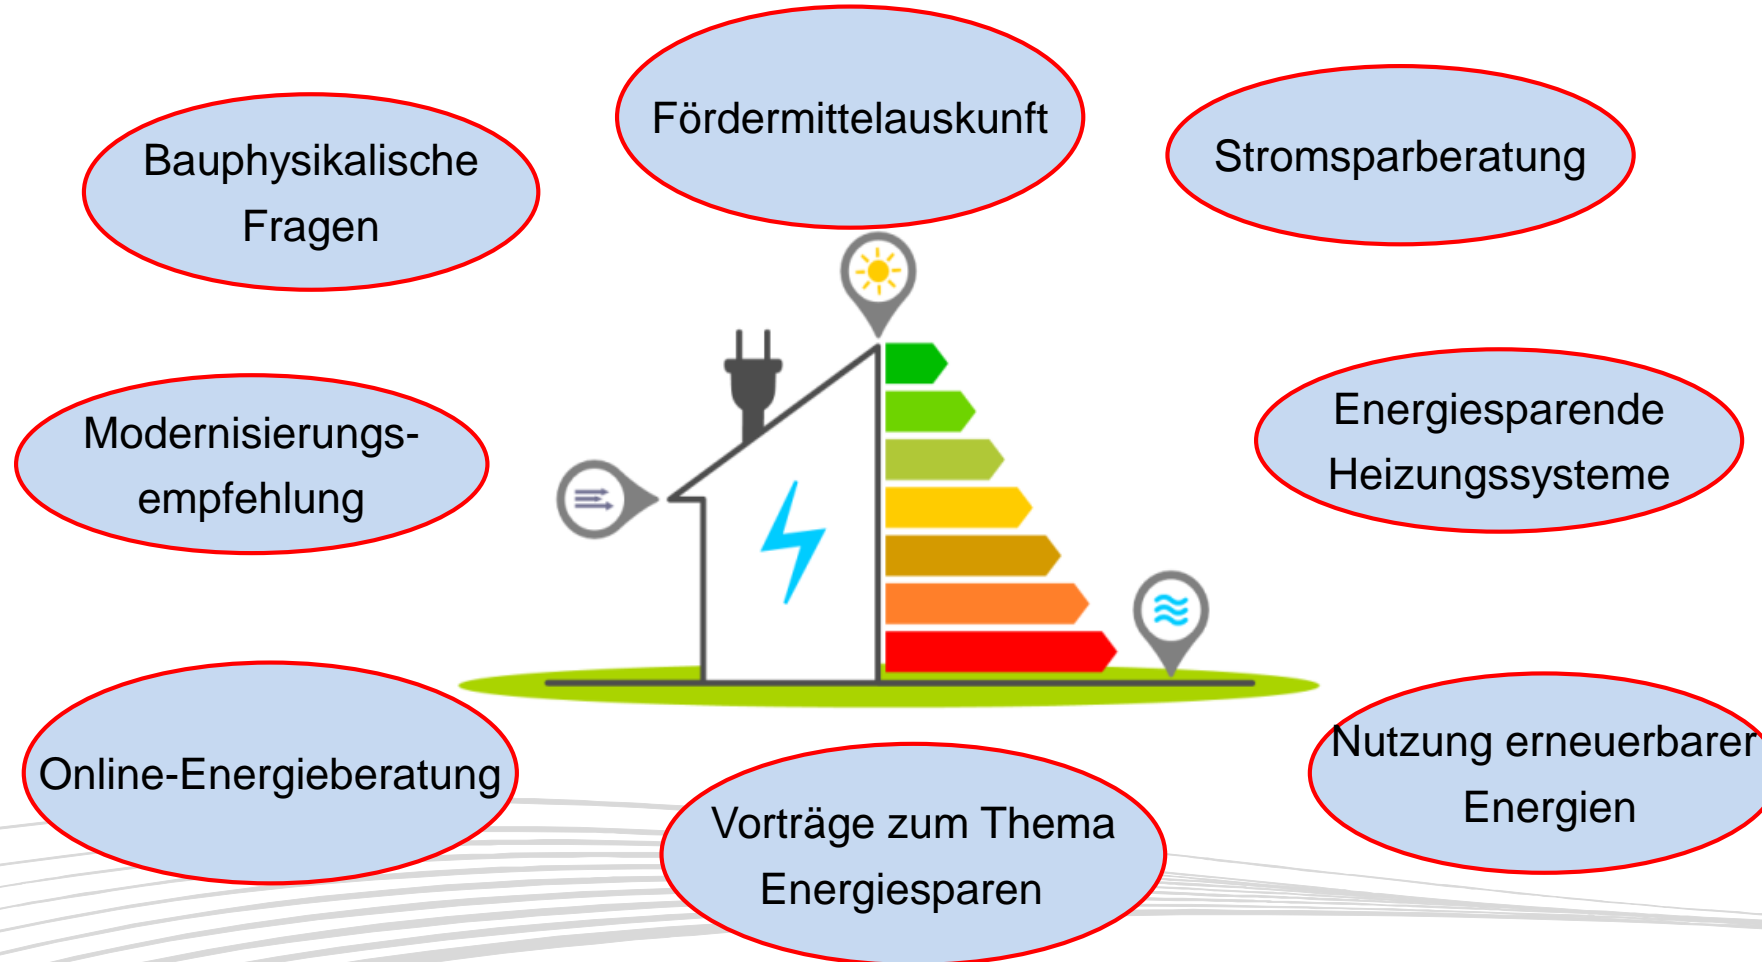 Fördermittelauskunft
Bauphysikalische
Fragen
Stromsparberatung
Modernisierungs-
empfehlung
Energiesparende
Heizungssysteme
Online-Energieberatung
Vorträge zum Thema
Energiesparen
Nutzung erneuerbarer
Energien